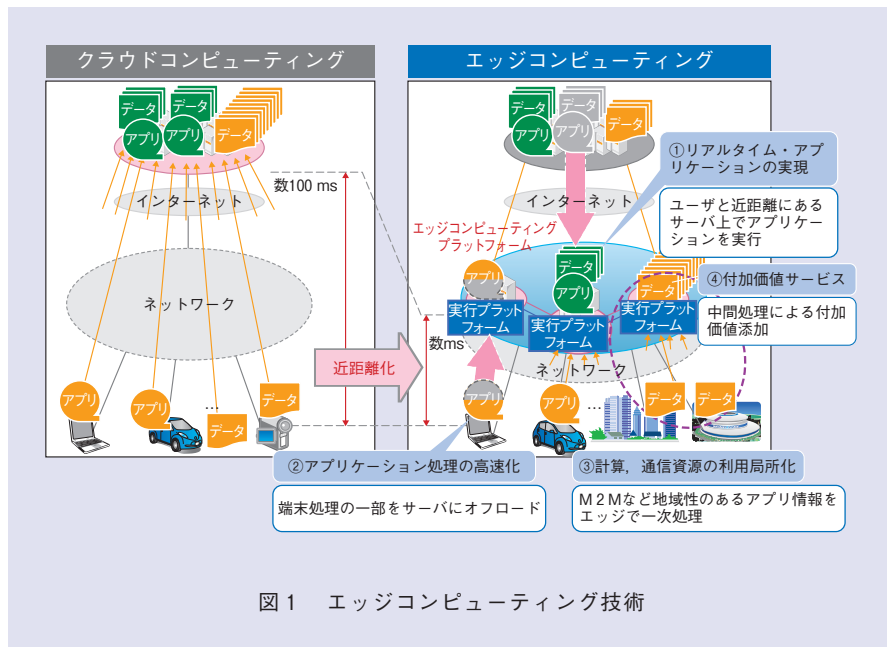 クラウドコンピューティング
データ
データ
アプリ
アプリ
データ
数100 ms
インターネット
ネットワーク
アプリ
アプリ
…
データ
データ
近距離化
エッジコンピューティング
データ
アプリ
アプリ
データ
①リアルタイム・アプ
リケーションの実現
ユーザと近距離にある
サーバ上でアプリケー
ションを実行
インターネット
エッジコンピューティング
プラットフォーム
アプリ
データ
アプリ
データ
④付加価値サービス
中間処理による付加
価値添加
実行プラット
フォーム
実行プラット
フォーム
実行プラット
フォーム
数ms
ネットワーク
アプリ
アプリ
…
データ
データ
②アプリケーション処理の高速化
端末処理の一部をサーバにオフロード
③計算，通信資源の利用局所化
M２Mなど地域性のあるアプリ情報を
エッジで一次処理
図１　エッジコンピューティング技術